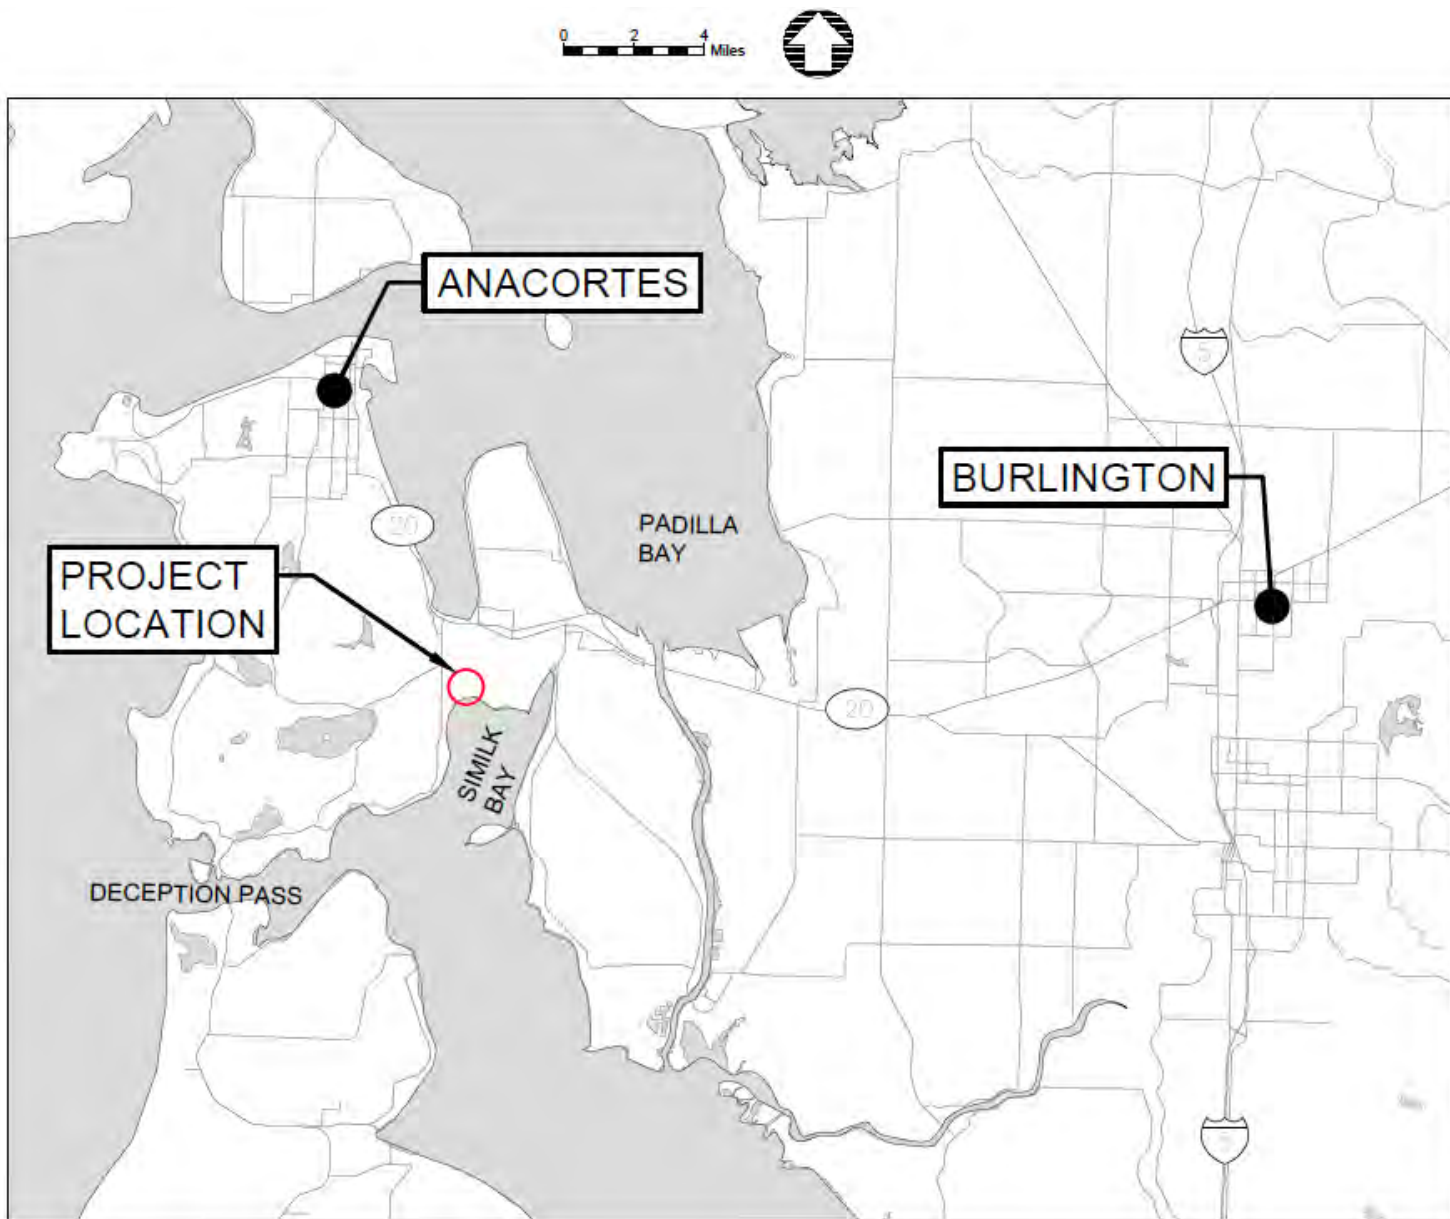 0 2 4
Miles
ANACORTES
5
BURLINGTON
20
PADILLA
BAY
PROJECT
LOCATION
20
SIMILK
BAY
DECEPTION PASS
5